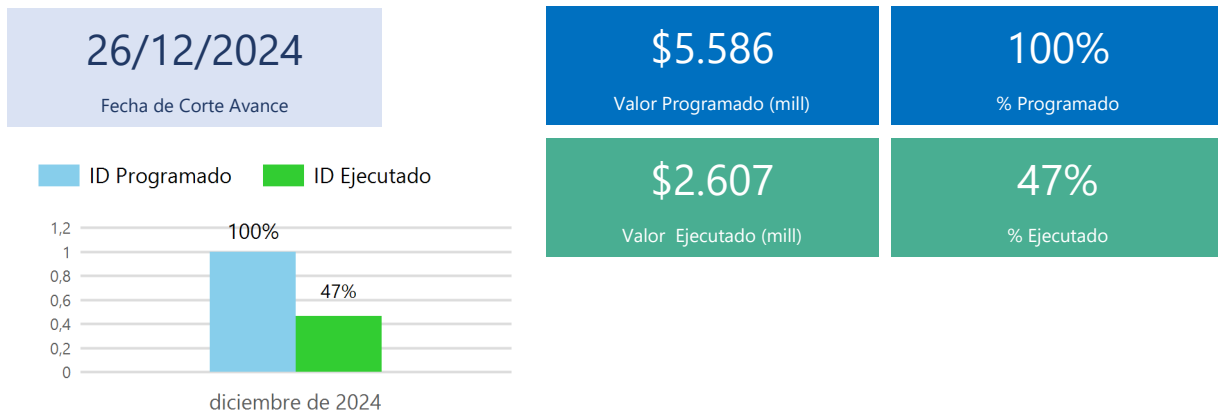 26/12/2024
Fecha de Corte Avance
$5.586
Valor Programado (mill)
100%
% Programado
$2.607
Valor  Ejecutado (mill)
47%
% Ejecutado
ID Programado
ID Ejecutado
1,2
1
0,8
0,6
0,4
0,2
0
100%
47%
diciembre de 2024